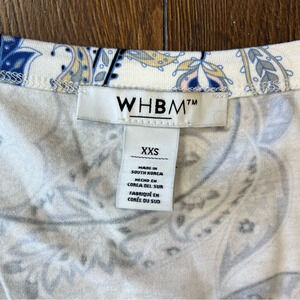 WHBM™
XXS
MADE IN
SOUTH KOREA
HECHO EN
COREA DEL SUR
FABRIQUÉ EN
CORÉE DU SUD